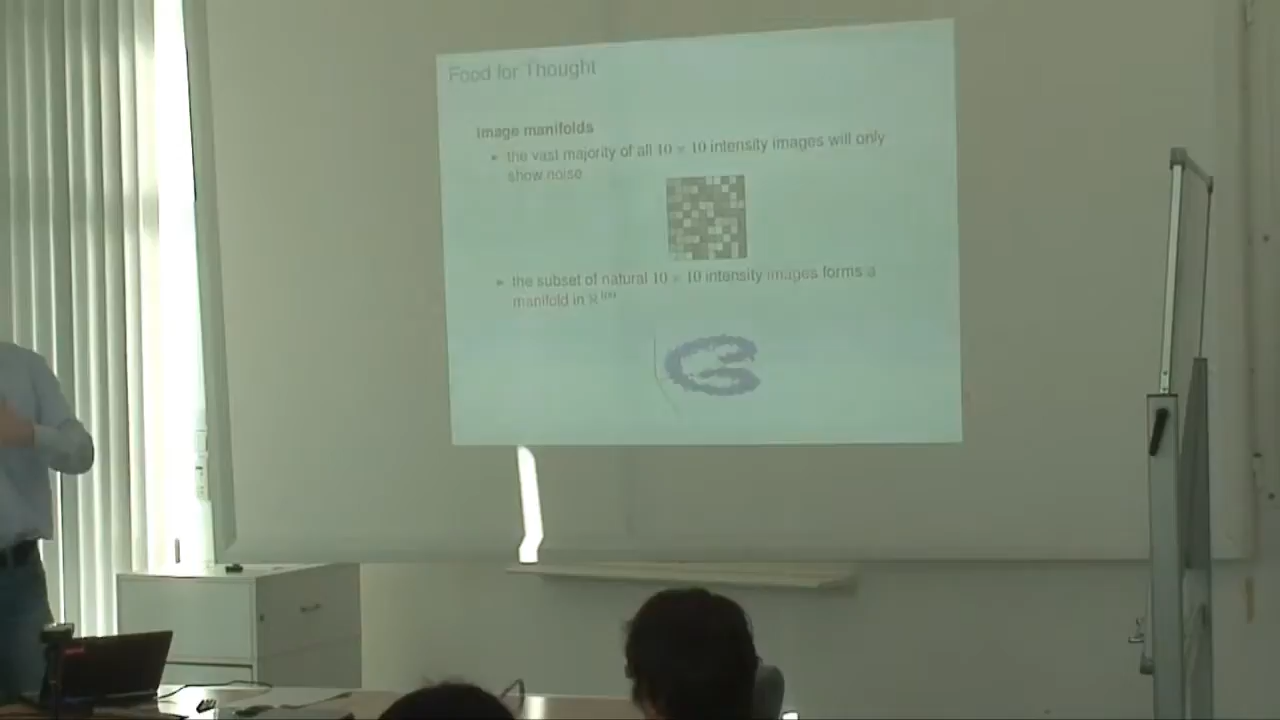 Food for Thought
Image manifolds
▸ the vast majority of all 10 × 10 intensity images will only
show noise
▸ the subset of natural 10 × 10 intensity images forms a
manifold in ℝ¹⁰⁰